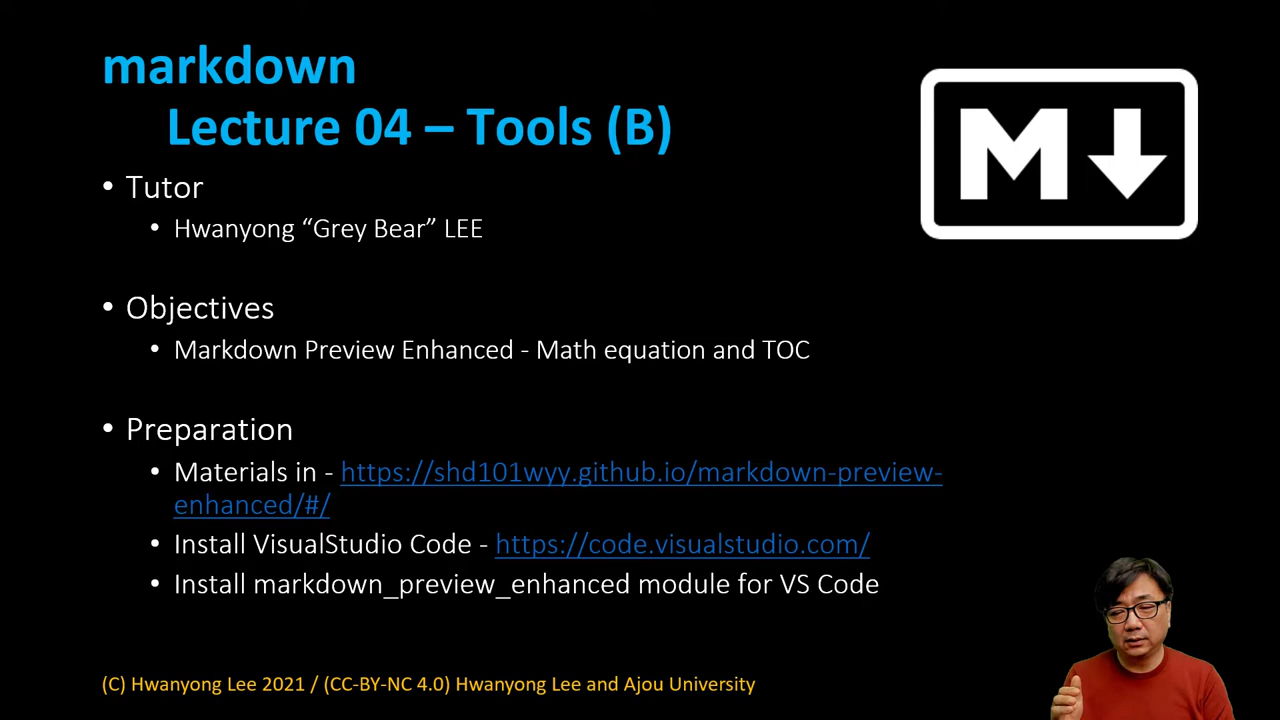 markdown
Lecture 04 – Tools (B)
M
• Tutor
• Hwanyong “Grey Bear” LEE
• Objectives
• Markdown Preview Enhanced - Math equation and TOC
• Preparation
• Materials in - https://shd101wyy.github.io/markdown-preview-
enhanced/#/
• Install VisualStudio Code - https://code.visualstudio.com/
• Install markdown_preview_enhanced module for VS Code
(C) Hwanyong Lee 2021 / (CC-BY-NC 4.0) Hwanyong Lee and Ajou University